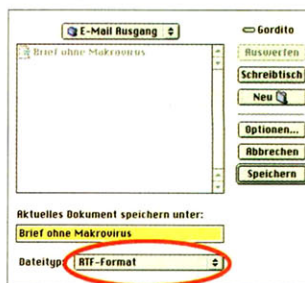 E-Mail Ausgang
Gordito
Brief ohne Makrovirus
Auswerfen
Schreibtisch
Neu
Optionen...
Abbrechen
Speichern
Aktuelles Dokument speichern unter:
Brief ohne Makrovirus
Dateityp: RTF-Format